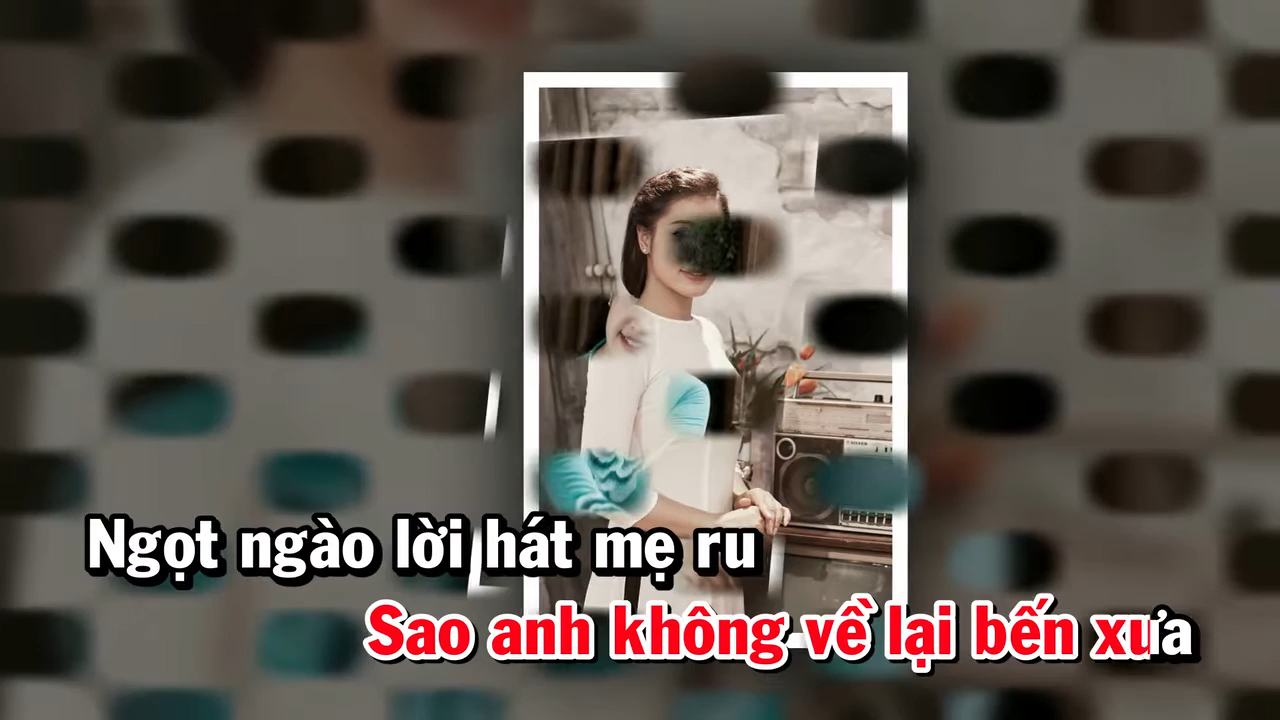 Ngọt ngào lời hát mẹ ru
Sao anh không về lại bến xưa